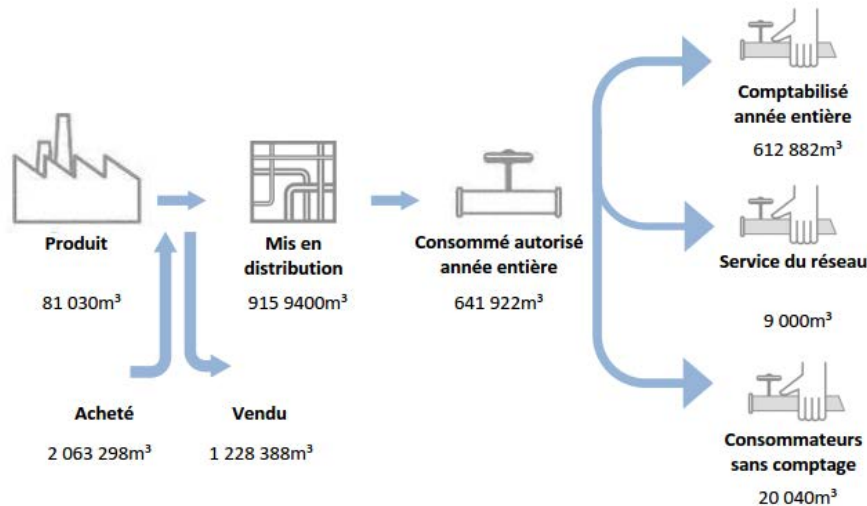 Comptabilisé
année entière
612 882m³
Produit
81 030m³
Mis en
distribution
915 9400m³
Consommé autorisé
année entière
641 922m³
Service du réseau
9 000m³
Acheté
2 063 298m³
Vendu
1 228 388m³
Consommateurs
sans comptage
20 040m³